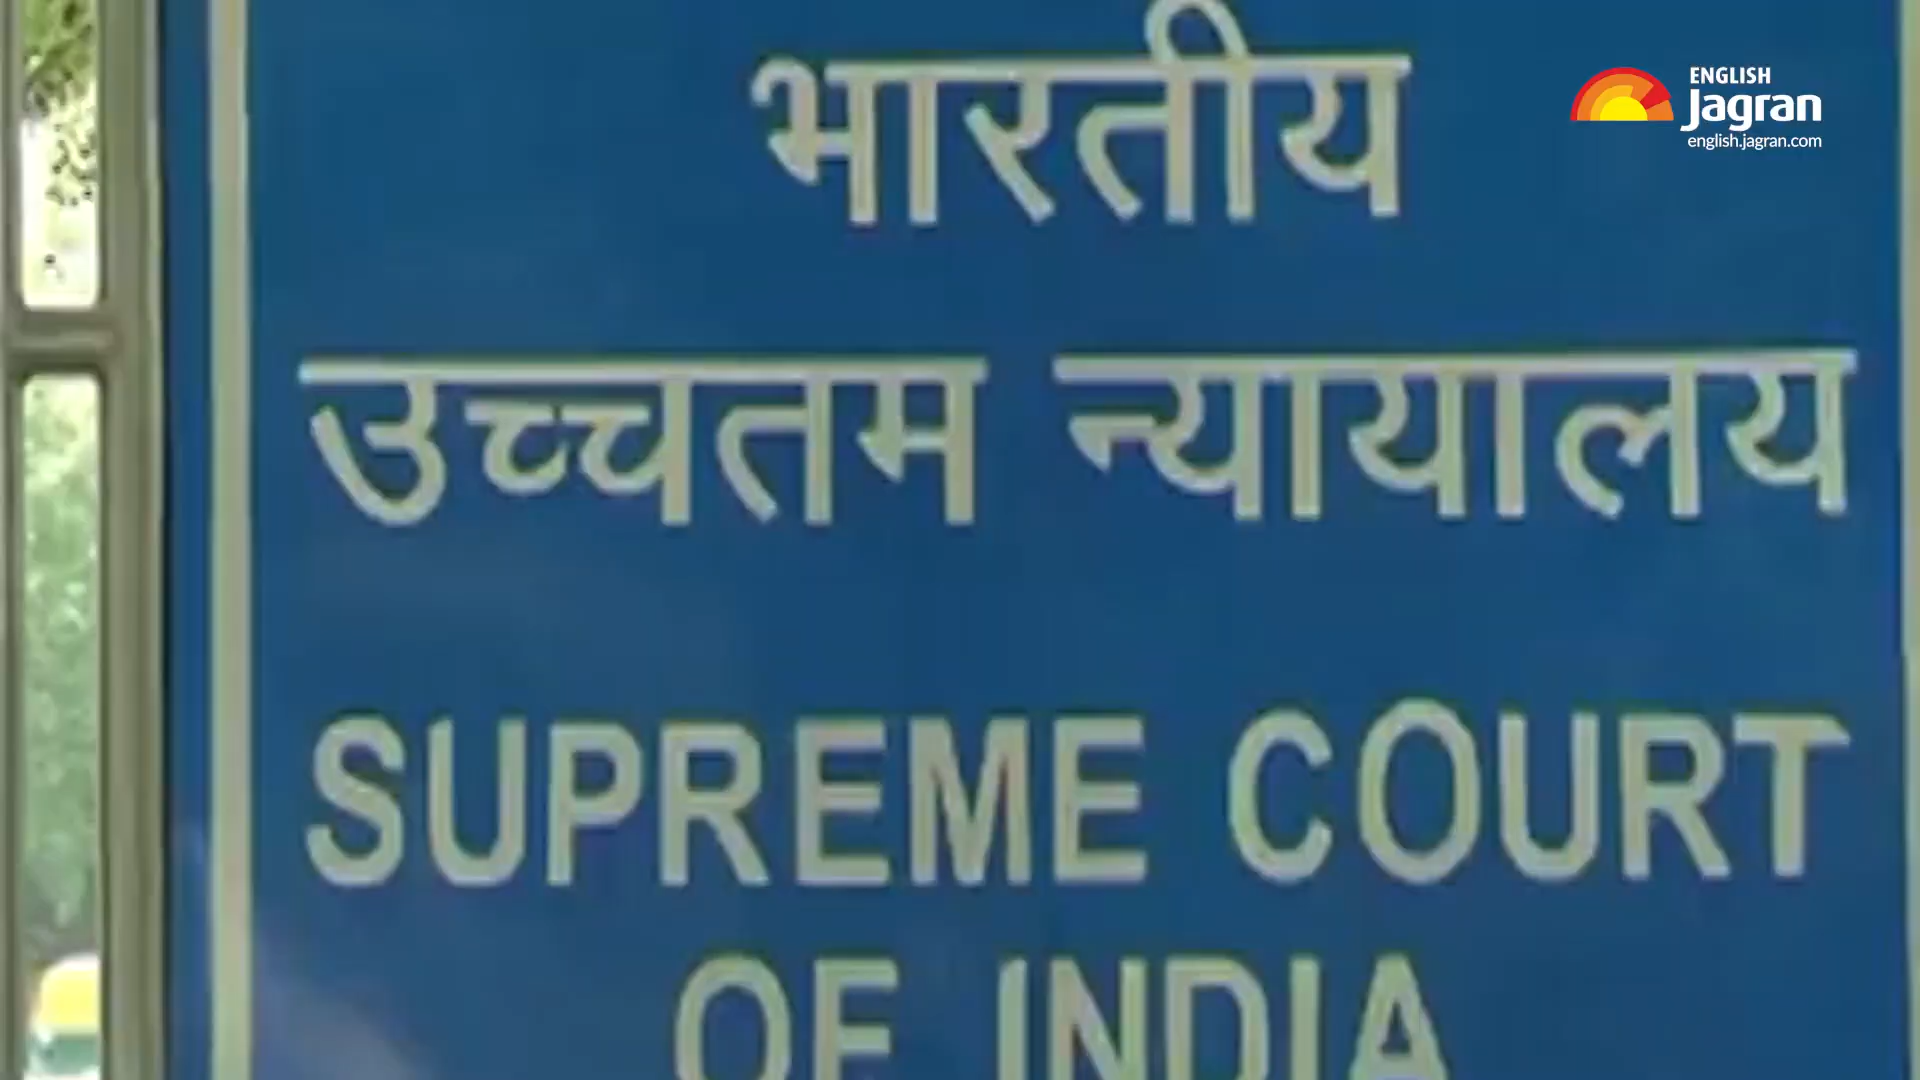 भारतीय
ENGLISH
Jagran
english.jagran.com
उच्चतम न्यायालय
SUPREME COURT
OF INDIA